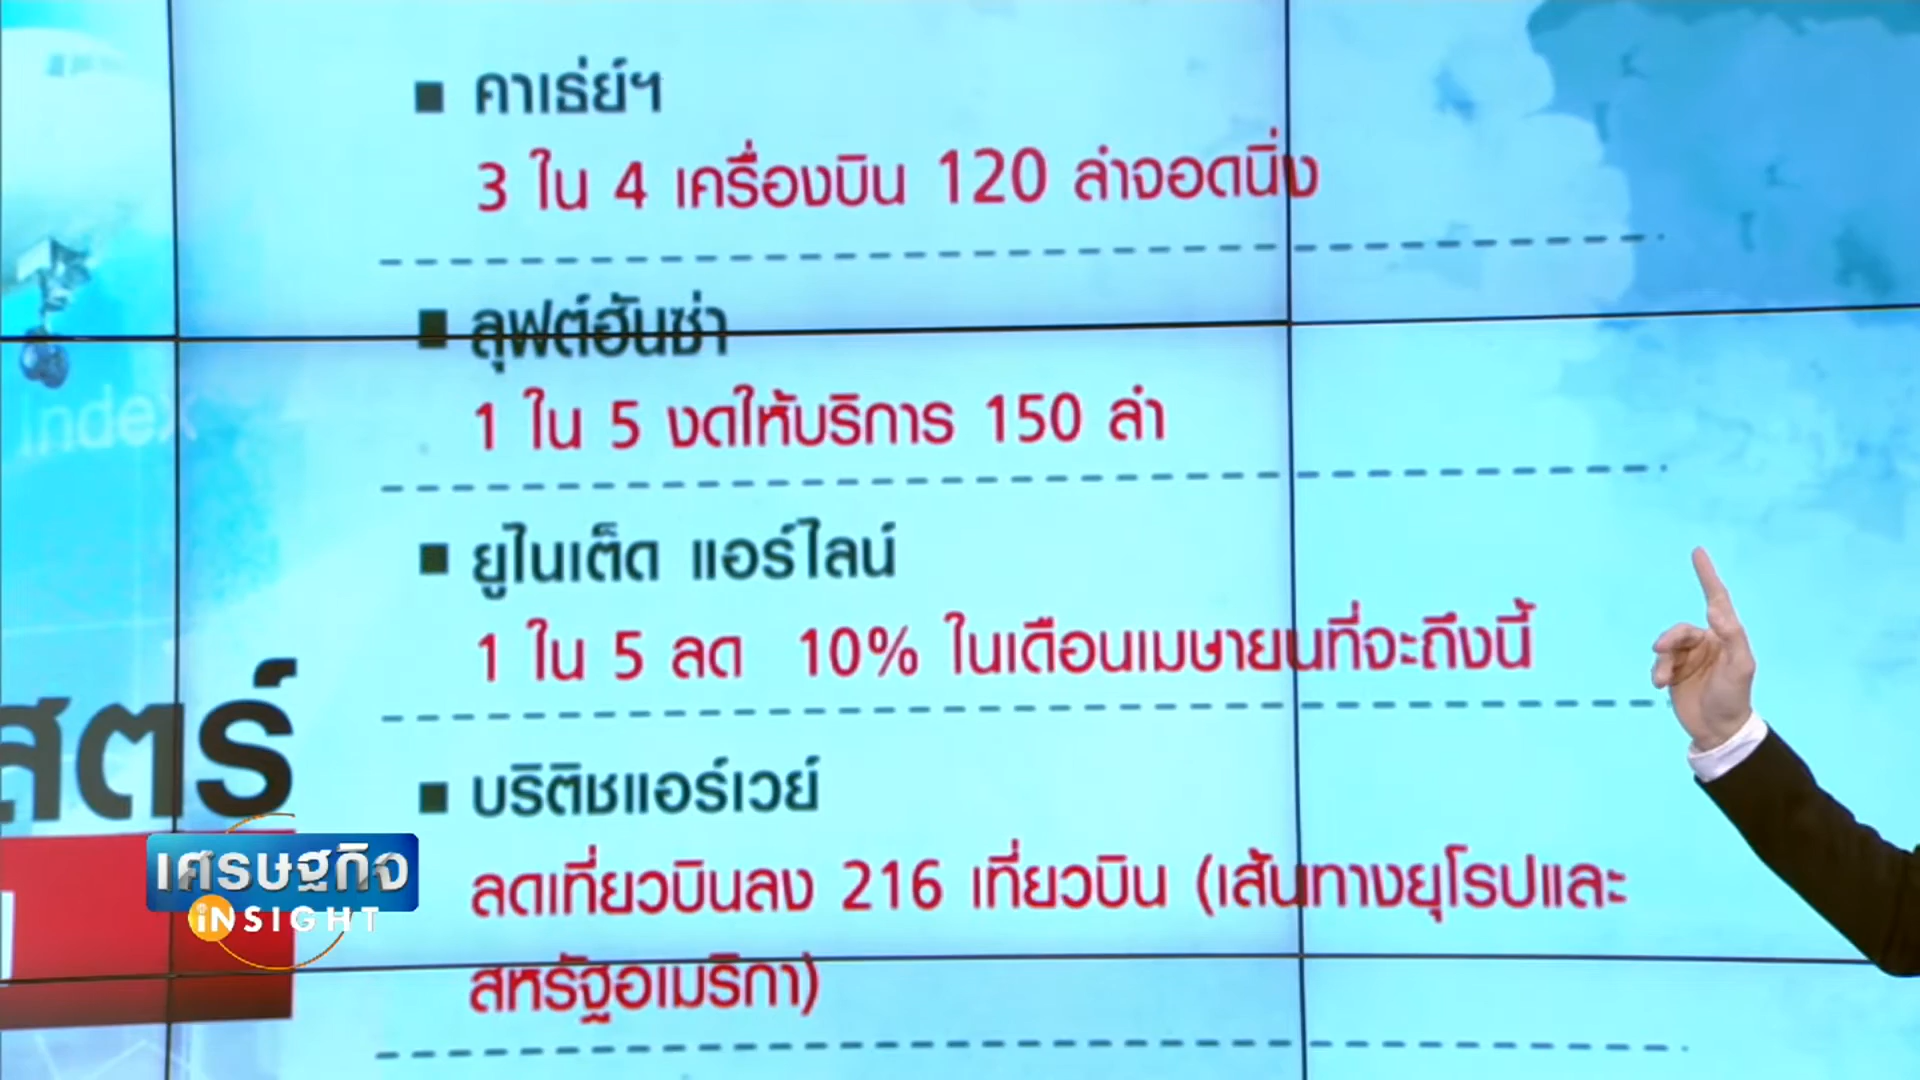 คาเธ่ย์ฯ
3 ใน 4 เครื่องบิน 120 ลำจอดนิ่ง
ลุฟต์ฮันซ่า
1 ใน 5 งดให้บริการ 150 ลำ
Index
ยูไนเต็ด แอร์ไลน์
1 ใน 5 ลด 10% ในเดือนเมษายนที่จะถึงนี้
สตร์
บริติชแอร์เวย์
ลดเที่ยวบินลง 216 เที่ยวบิน (เส้นทางยุโรปและ
สหรัฐอเมริกา)
เศรษฐกิจ
iNSIGHT